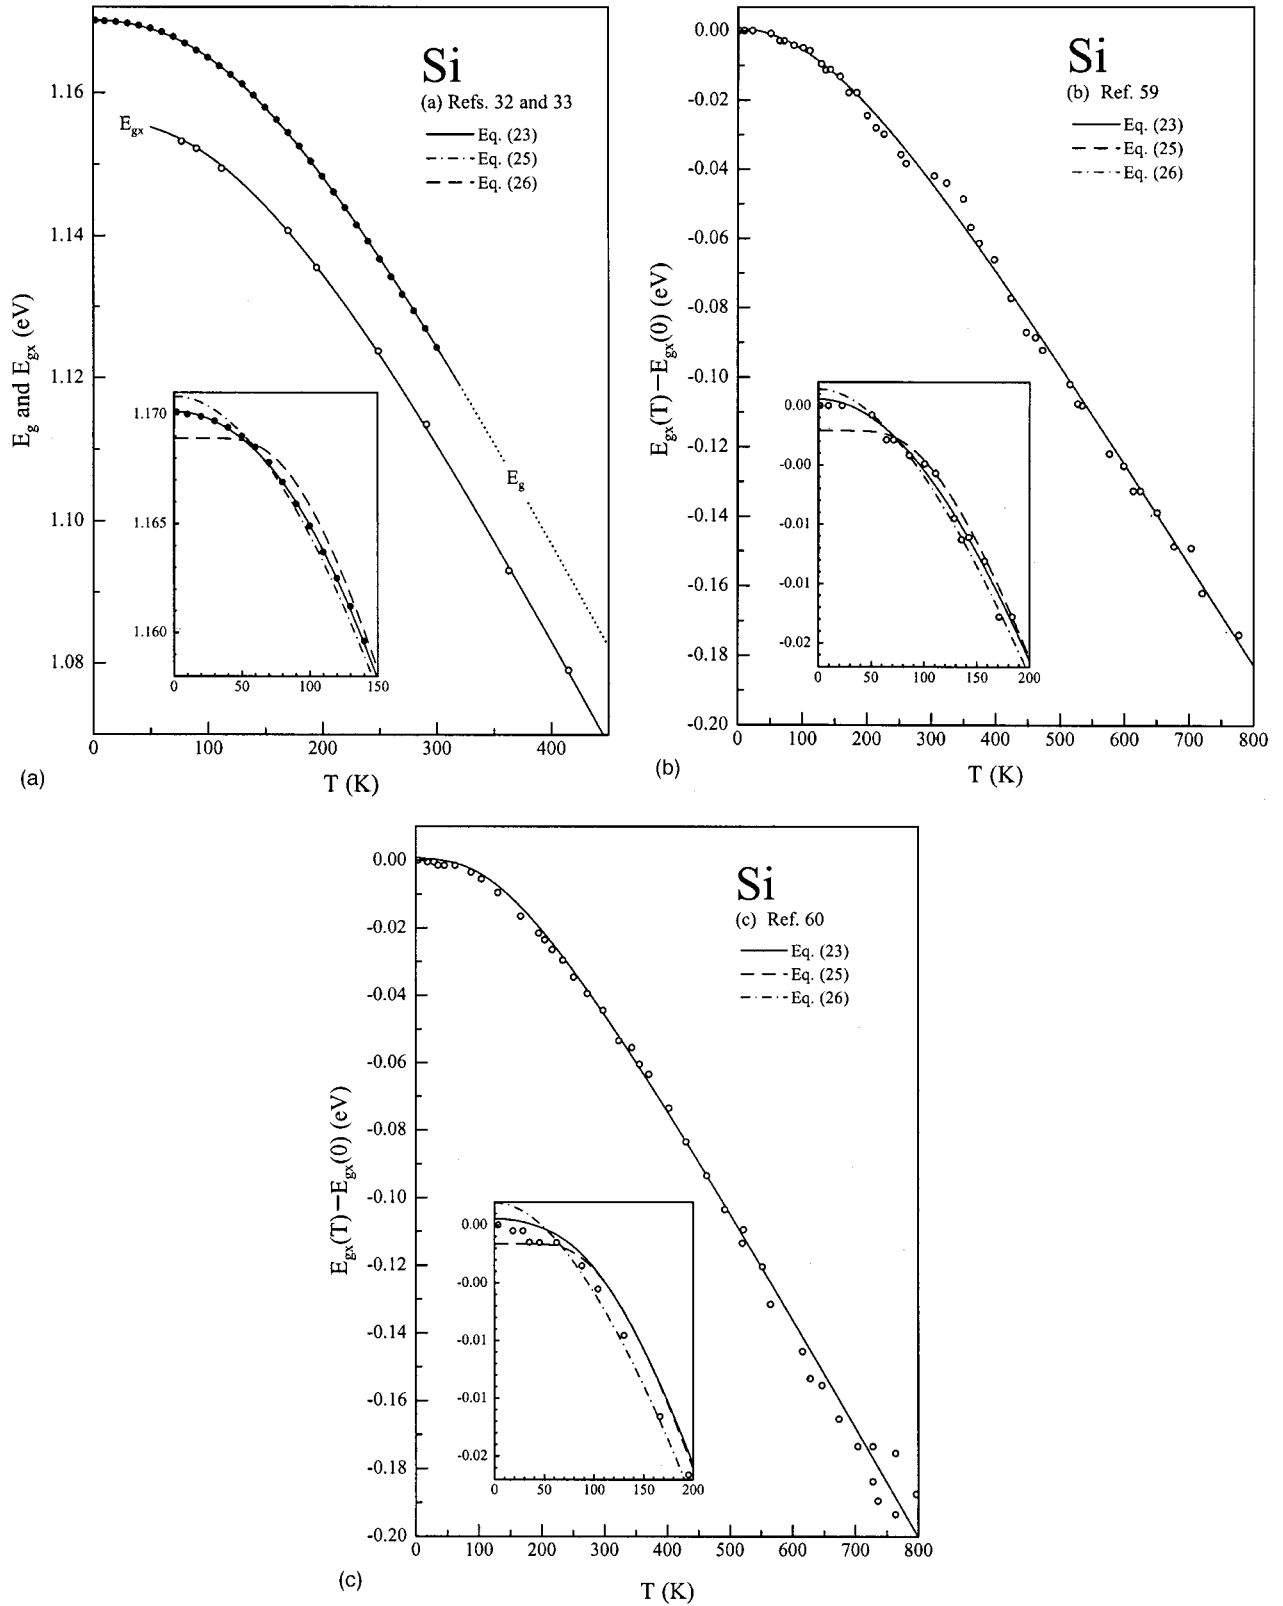 Si
(a) Refs. 32 and 33
Eq. (23)
Eq. (25)
Eq. (26)
Egx
Eg
Eg and Egx (eV)
1.16
1.14
1.12
1.10
1.08
0 100 200 300 400
T (K)
1.170
1.165
1.160
0 50 100 150
(a)
Si
(b) Ref. 59
Eq. (23)
Eq. (25)
Eq. (26)
Egx(T)−Egx(0) (eV)
0.00
-0.02
-0.04
-0.06
-0.08
-0.10
-0.12
-0.14
-0.16
-0.18
-0.20
0 100 200 300 400 500 600 700 800
T (K)
0.00
-0.00
-0.01
-0.01
-0.02
0 50 100 150 200
(b)
Si
(c) Ref. 60
Eq. (23)
Eq. (25)
Eq. (26)
Egx(T)−Egx(0) (eV)
0.00
-0.02
-0.04
-0.06
-0.08
-0.10
-0.12
-0.14
-0.16
-0.18
-0.20
0 100 200 300 400 500 600 700 800
T (K)
0.00
-0.00
-0.01
-0.01
-0.02
0 50 100 150 200
(c)